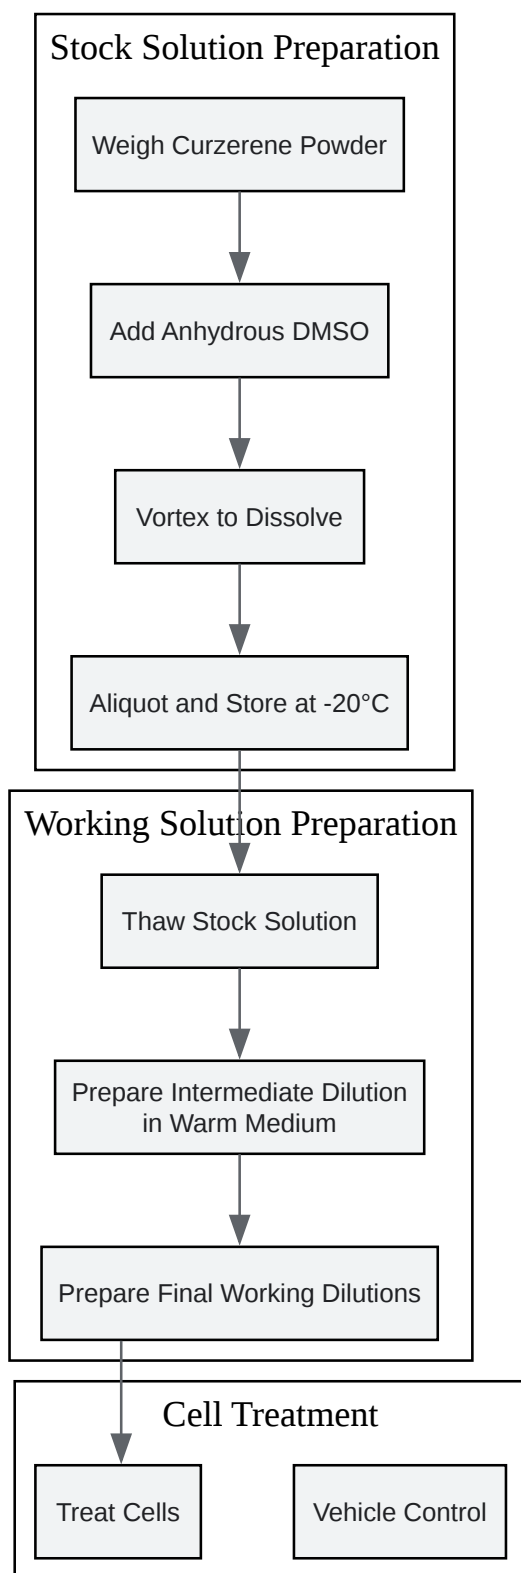 Stock Solution Preparation
Weigh Curzerene Powder
Add Anhydrous DMSO
Vortex to Dissolve
Aliquot and Store at -20°C
Working Solution Preparation
Thaw Stock Solution
Prepare Intermediate Dilution
in Warm Medium
Prepare Final Working Dilutions
Cell Treatment
Treat Cells
Vehicle Control